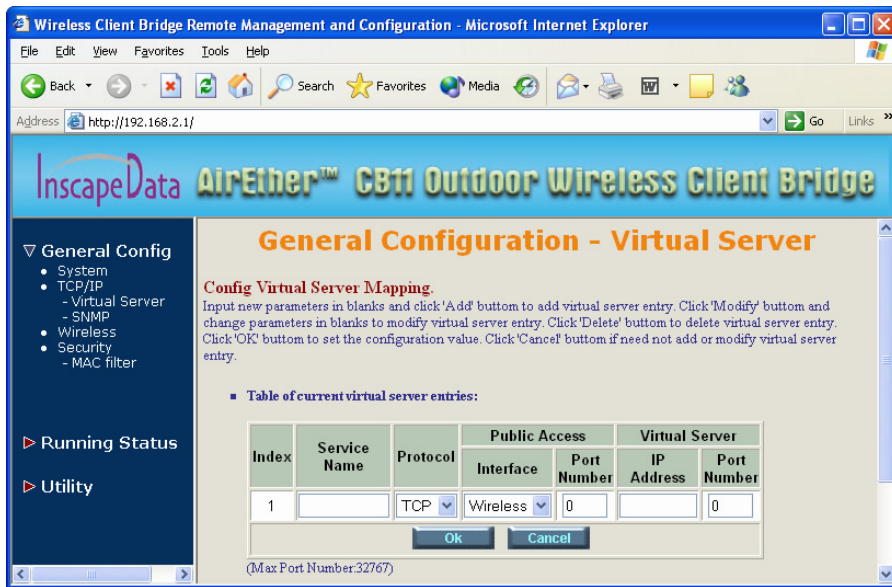 Wireless Client Bridge Remote Management and Configuration - Microsoft Internet Explorer
File Edit View Favorites Tools Help
Back Search Favorites Media
Address http://192.168.2.1/ Go Links »
InscapeData AirEther™ CB11 Outdoor Wireless Client Bridge
General Config
System
TCP/IP
- Virtual Server
- SNMP
Wireless
Security
- MAC filter
Running Status
Utility
General Configuration - Virtual Server
Config Virtual Server Mapping.
Input new parameters in blanks and click 'Add' buttom to add virtual server entry. Click 'Modify' buttom and
change parameters in blanks to modify virtual server entry. Click 'Delete' buttom to delete virtual server entry.
Click 'OK' buttom to set the configuration value. Click 'Cancel' buttom if need not add or modify virtual server
entry.
Table of current virtual server entries:
Index Service Name Protocol Public Access Virtual Server
Interface Port Number IP Address Port Number
1 TCP Wireless 0 0
Ok Cancel
(Max Port Number:32767)